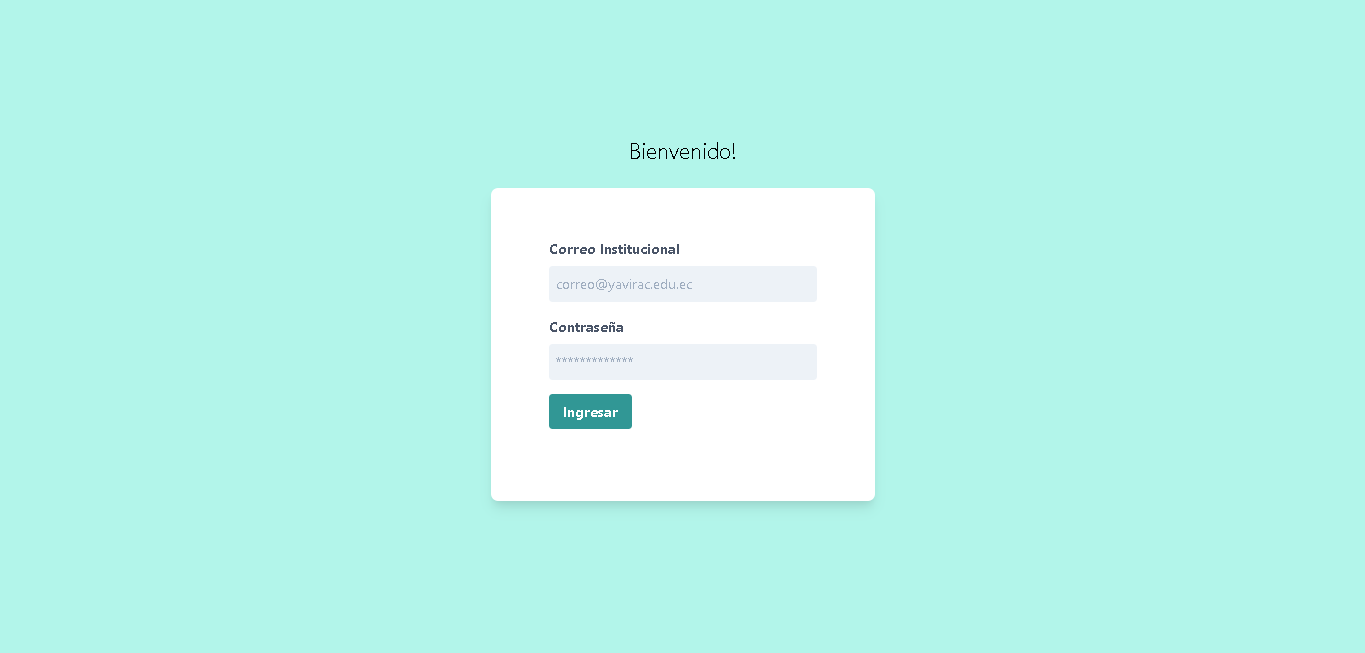 Bienvenido!
Correo Institucional
correo@yavirac.edu.ec
Contraseña
*************
Ingresar